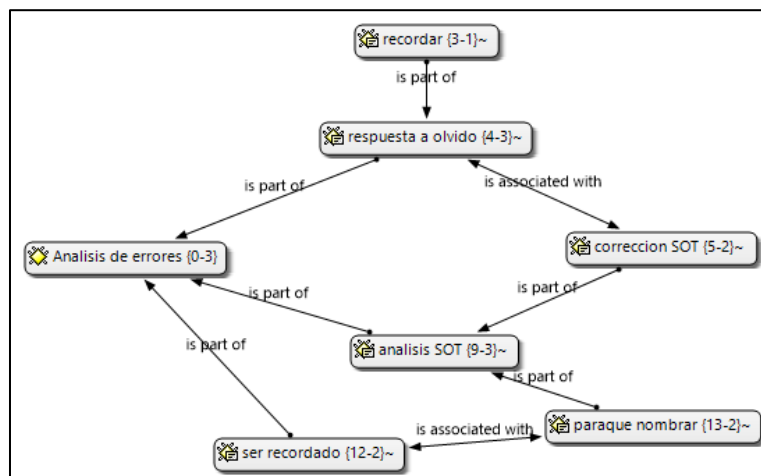 recordar {3-1}~
is part of
respuesta a olvido {4-3}~
is part of
is associated with
Analisis de errores {0-3}
correccion SOT {5-2}~
is part of
is part of
is part of
analisis SOT {9-3}~
is part of
is associated with
paraque nombrar {13-2}~
ser recordado {12-2}~